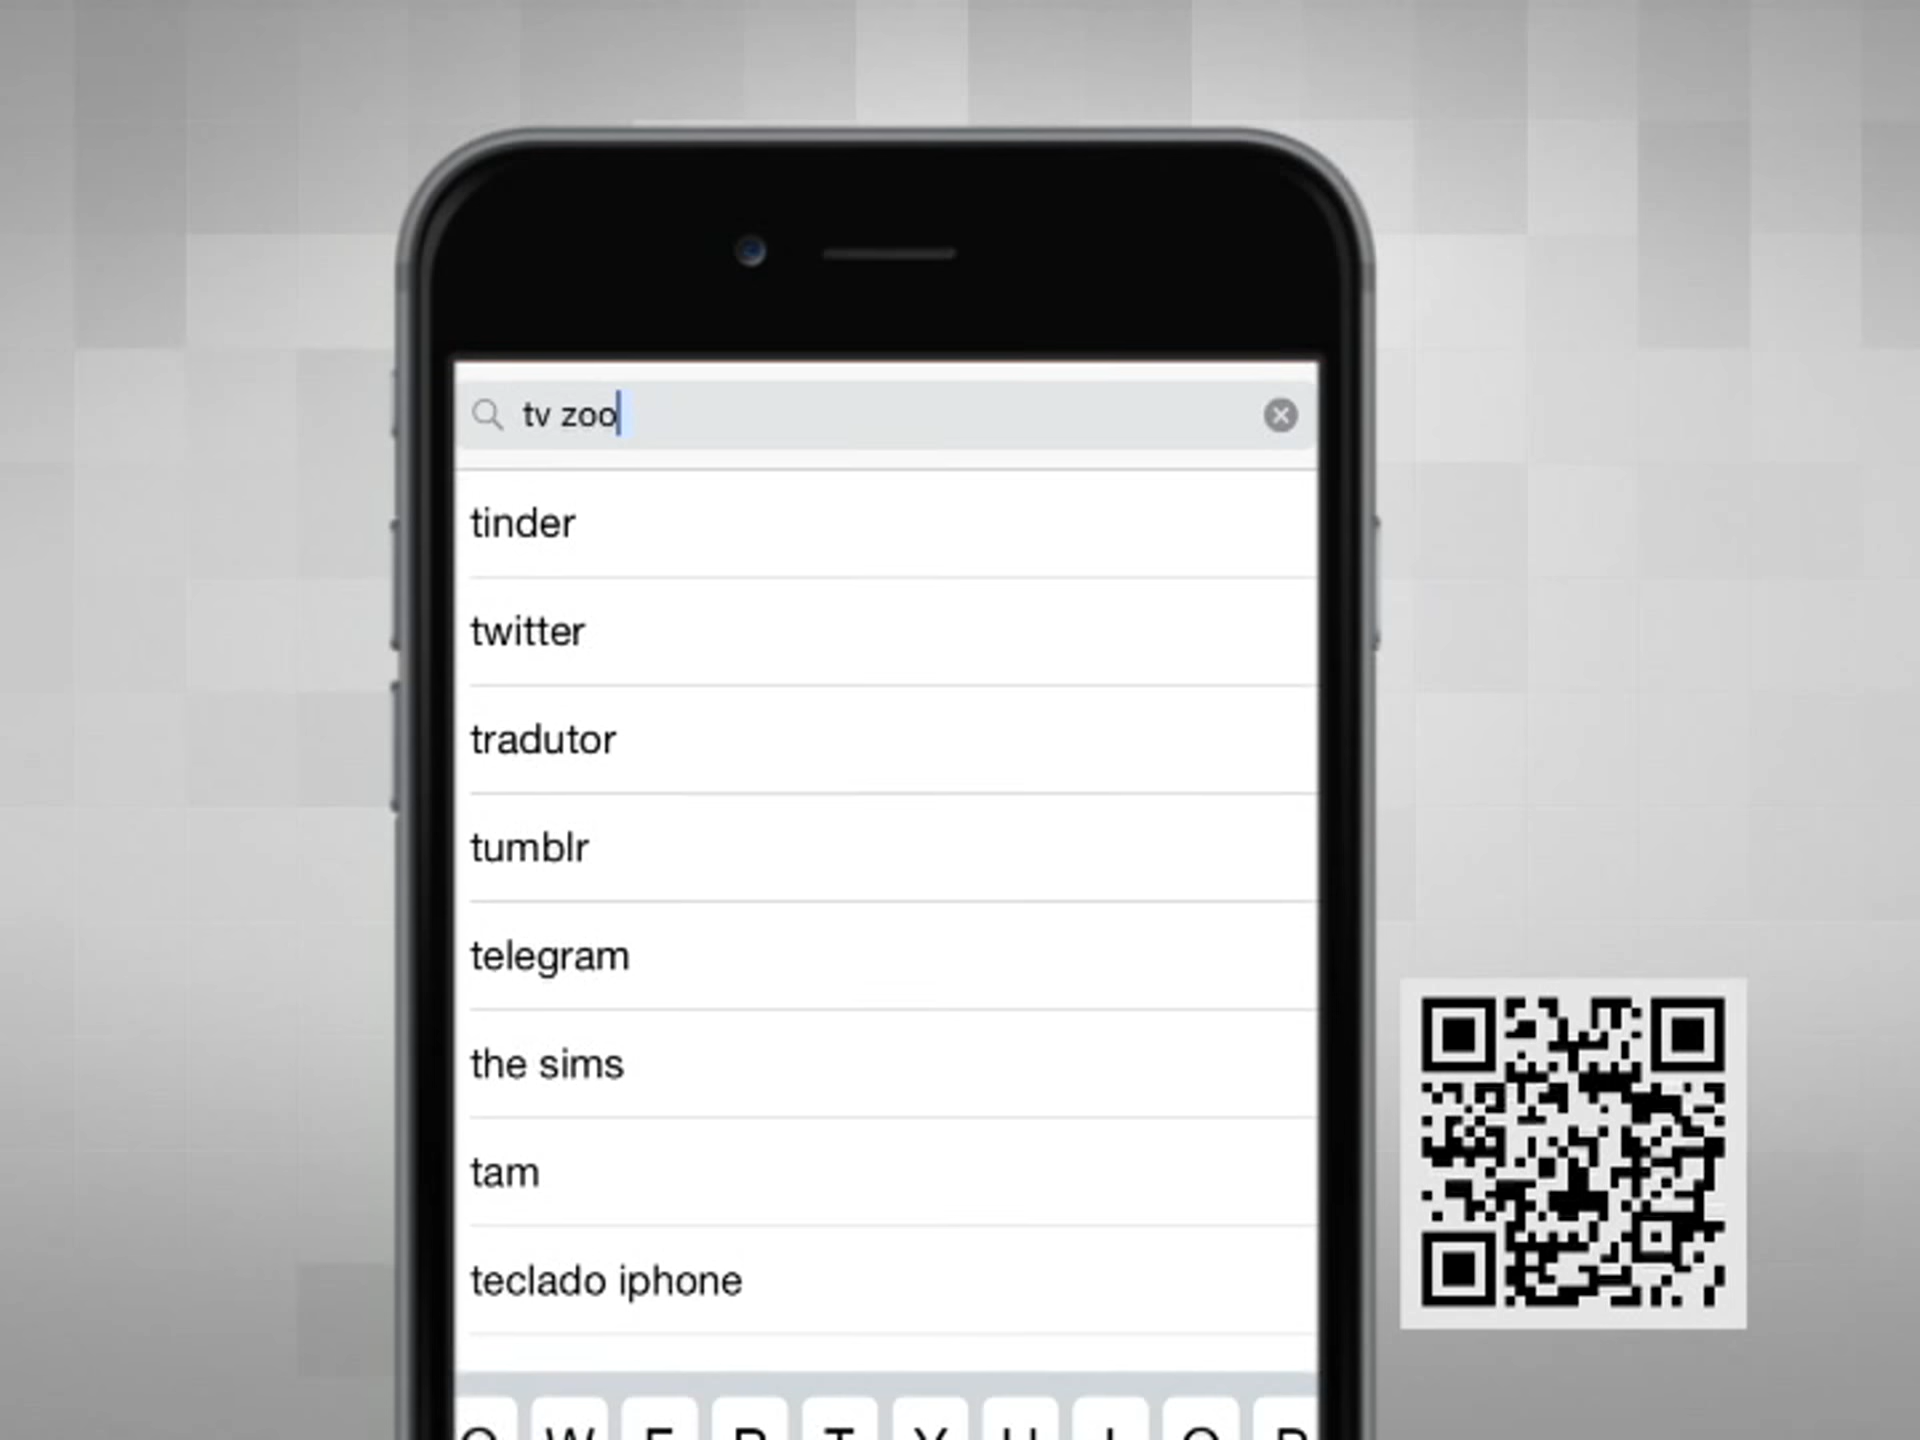 tv zoo
tinder
twitter
tradutor
tumblr
telegram
the sims
tam
teclado iphone
Q W E R T Y U I O P